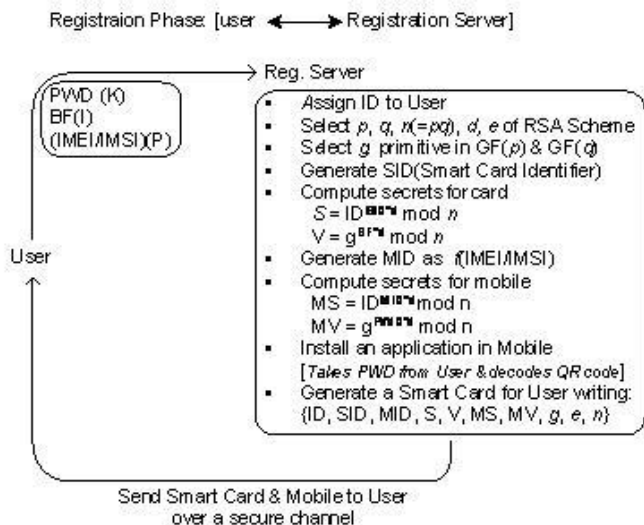 Registraion Phase: [user Registration Server]
Reg. Server
PWD (K)
BF(I)
(IMEI/IMSI)(P)
User
▪ Assign ID to User
▪ Select p, q, n(=pq), d, e of RSA Scheme
▪ Select g primitive in GF(p) & GF(q)
▪ Generate SID(Smart Card Identifier)
▪ Compute secrets for card
S = ID mod n
V = g mod n
▪ Generate MID as f(IMEI/IMSI)
▪ Compute secrets for mobile
MS = ID mod n
MV = g mod n
▪ Install an application in Mobile
[Takes PWD from User & decodes QR code]
▪ Generate a Smart Card for User writing:
{ID, SID, MID, S, V, MS, MV, g, e, n}
Send Smart Card & Mobile to User
over a secure channel